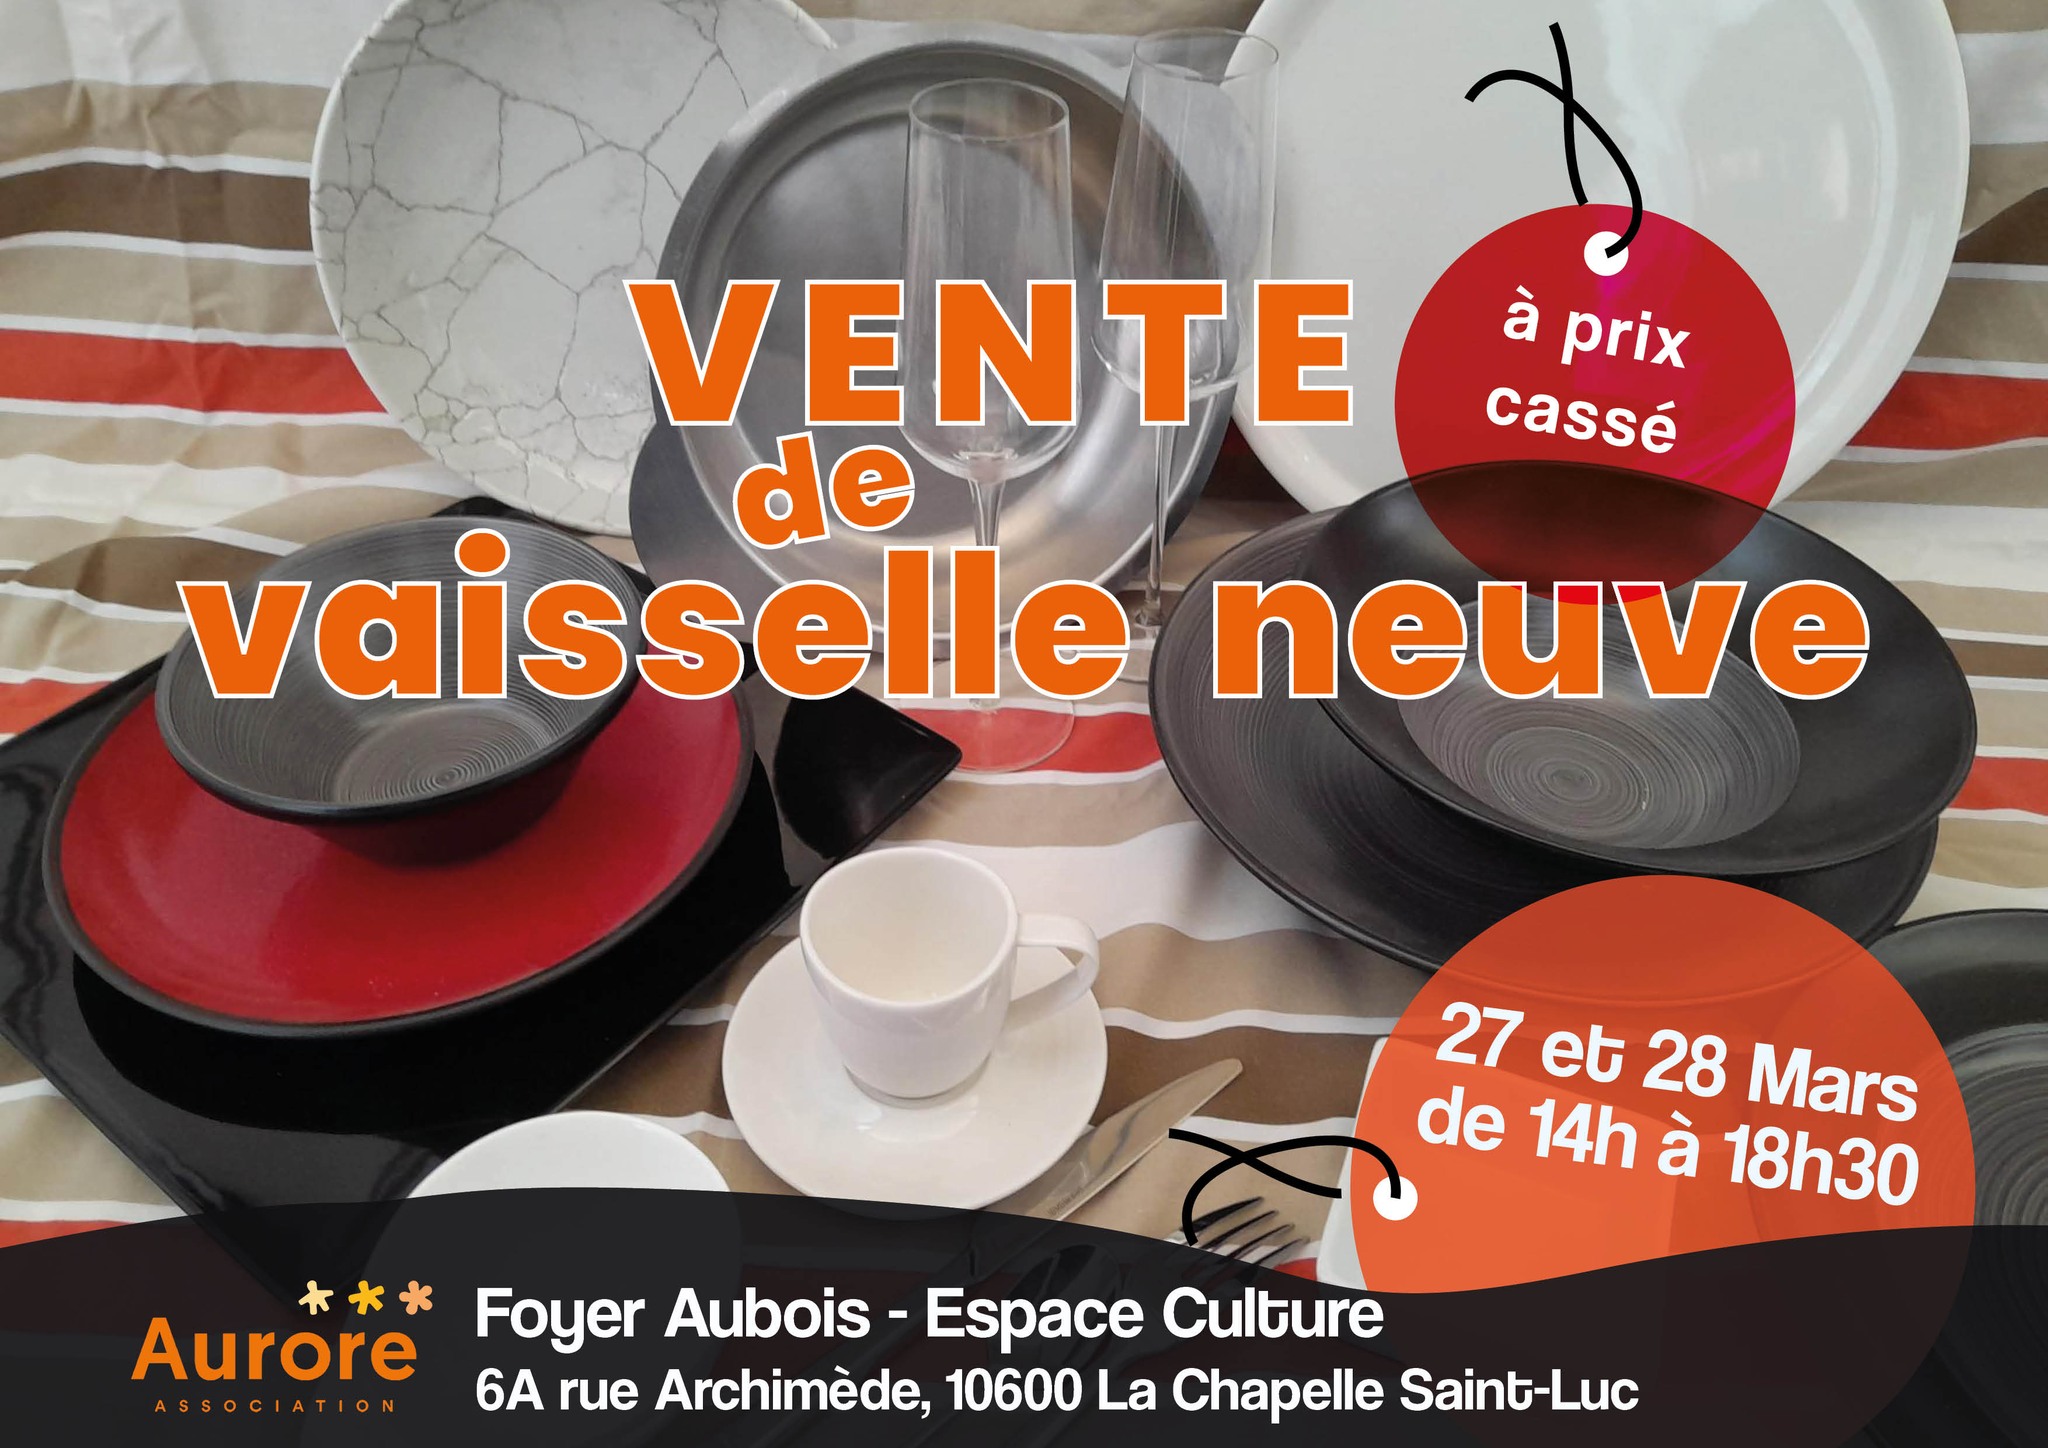 VENTE
de
vaisselle neuve
à prix
cassé
27 et 28 Mars
de 14h à 18h30
Aurore
ASSOCIATION
Foyer Aubois - Espace Culture
6A rue Archimède, 10600 La Chapelle Saint-Luc